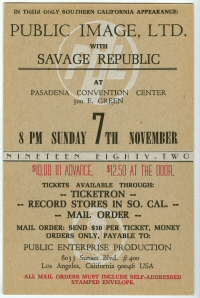 IN THEIR ONLY SOUTHERN CALIFORNIA APPEARANCE:
PUBLIC IMAGE, LTD.
WITH
SAVAGE REPUBLIC
AT
PASADENA CONVENTION CENTER
300 E. GREEN
8 PM SUNDAY 7TH NOVEMBER
NINETEEN EIGHTY-TWO
$10.00 IN ADVANCE. $12.50 AT THE DOOR.
TICKETS AVAILABLE THROUGH:
-- TICKETRON --
-- RECORD STORES IN SO. CAL. --
-- MAIL ORDER --
MAIL ORDER: SEND $10 PER TICKET, MONEY
ORDERS ONLY, PAYABLE TO:
PUBLIC ENTERPRISE PRODUCTION
8033 Sunset Blvd. #400
Los Angeles, California 90046 USA
ALL MAIL ORDERS MUST INCLUDE SELF-ADDRESSED
STAMPED ENVELOPE.